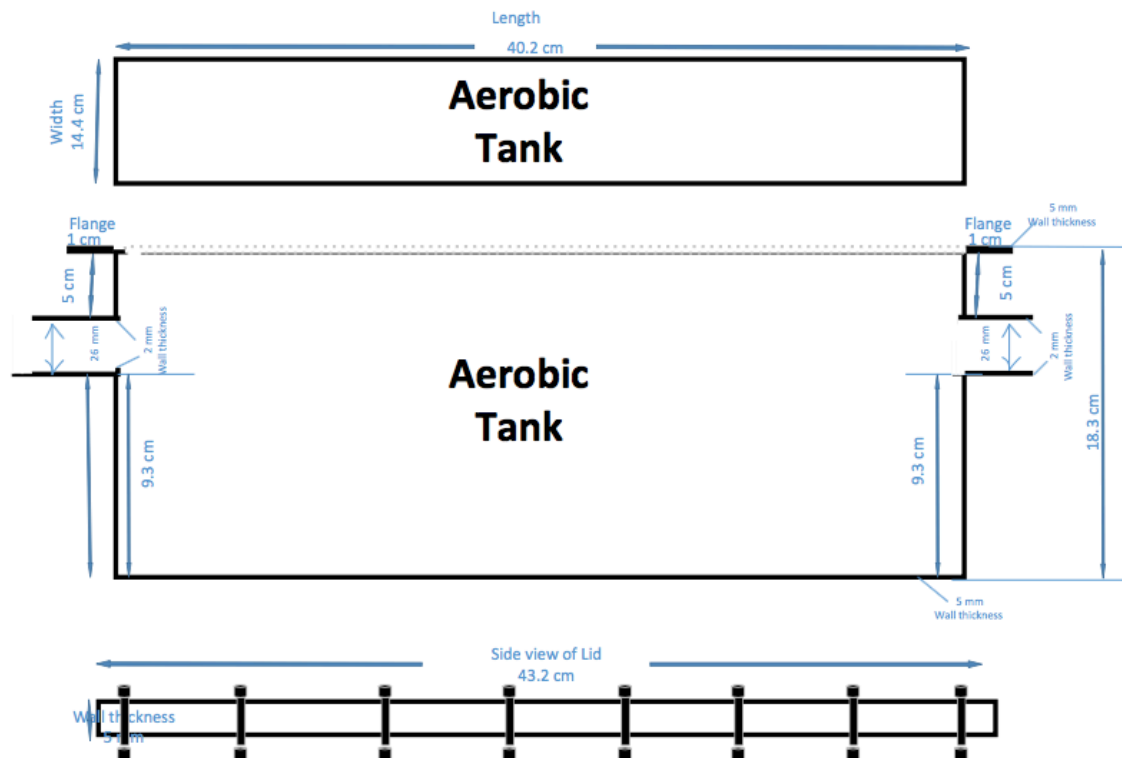 Length
40.2 cm
Width
14.4 cm
Aerobic
Tank
Flange
1 cm
Flange
1 cm
5 mm
Wall thickness
5 cm
5 cm
26 mm
2 mm
Wall thickness
26 mm
2 mm
Wall thickness
Aerobic
Tank
9.3 cm
9.3 cm
18.3 cm
5 mm
Wall thickness
Side view of Lid
43.2 cm
Wall thickness
5 mm